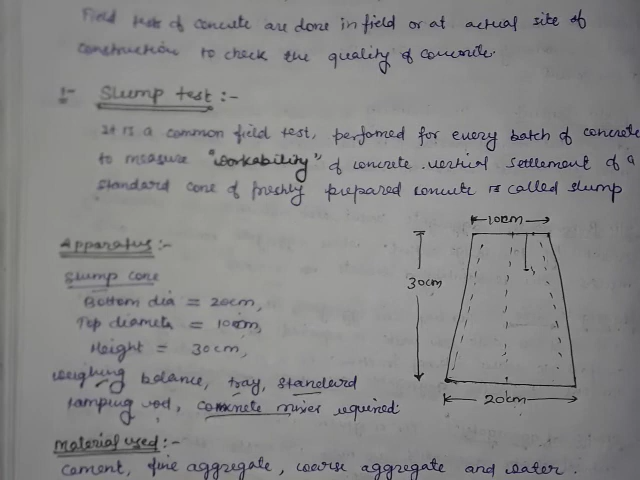 Field test of concrete are done in field or at actual site of
construction to check the quality of concrete.
1- Slump test:-
It is a common field test, perfomed for every batch of concrete
to measure "workability" of concrete. vertial settlement of a
standard cone of freshly prepared concute is called slump
Apparatus:-
Slump cone
Bottom dia = 20cm,
Top diameta = 10cm,
Height = 30cm,
weighing balance, tray, standard
tamping rod, concrete mixer required.
10cm
30cm
20cm
Material used:-
Cement, fine aggregate, coarse aggregate and water.